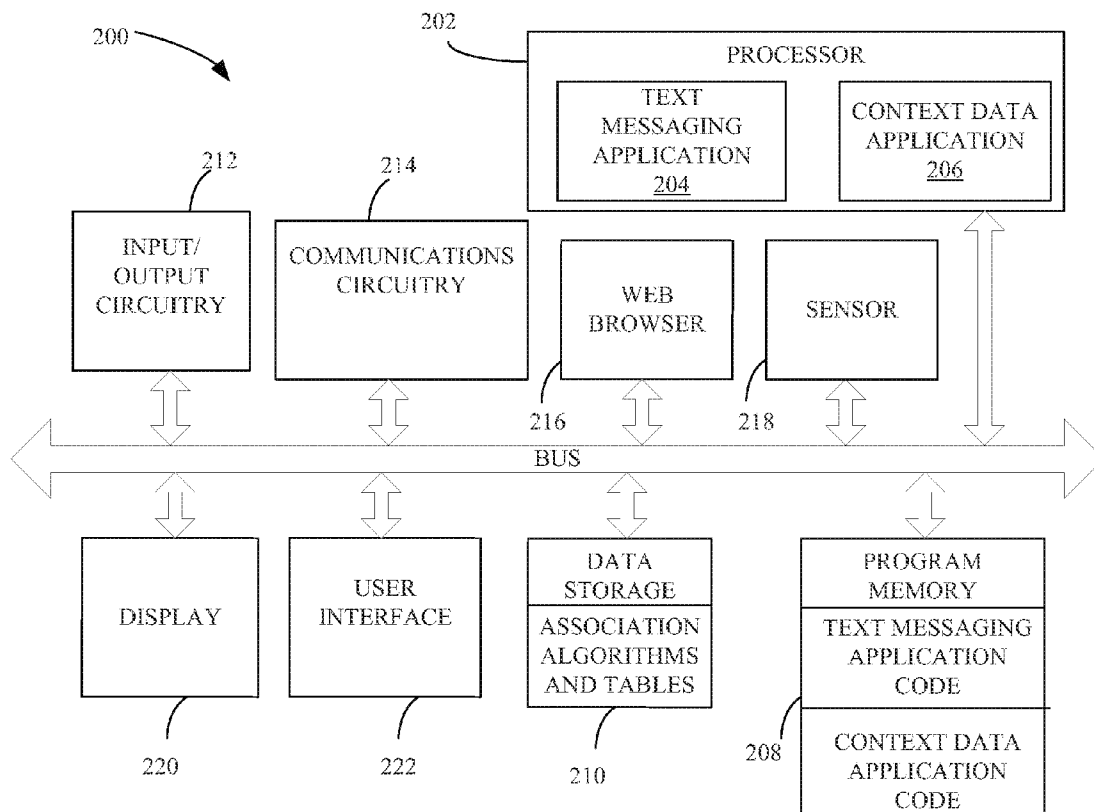 200
202
PROCESSOR
TEXT
MESSAGING
APPLICATION
204
CONTEXT DATA
APPLICATION
206
212
INPUT/
OUTPUT
CIRCUITRY
214
COMMUNICATIONS
CIRCUITRY
WEB
BROWSER
216
SENSOR
218
BUS
DISPLAY
220
USER
INTERFACE
222
DATA
STORAGE
ASSOCIATION
ALGORITHMS
AND TABLES
210
PROGRAM
MEMORY
TEXT MESSAGING
APPLICATION
CODE
208
CONTEXT DATA
APPLICATION
CODE